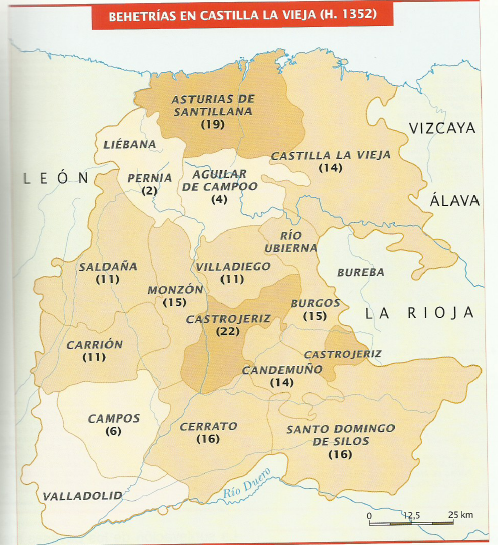 BEHETRÍAS EN CASTILLA LA VIEJA (H. 1352)
ASTURIAS DE
SANTILLANA
(19)
VIZCAYA
LIÉBANA
CASTILLA LA VIEJA
(14)
LEÓN
PERNIA
(2)
AGUILAR
DE CAMPOO
(4)
ÁLAVA
RÍO
UBIERNA
SALDAÑA
(11)
VILLADIEGO
(11)
BUREBA
MONZÓN
(15)
BURGOS
(15)
LA RIOJA
CASTROJERIZ
(22)
CARRIÓN
(11)
CASTROJERIZ
CANDEMUÑO
(14)
CAMPOS
(6)
CERRATO
(16)
SANTO DOMINGO
DE SILOS
(16)
VALLADOLID
Río Duero
0 12,5 25 km